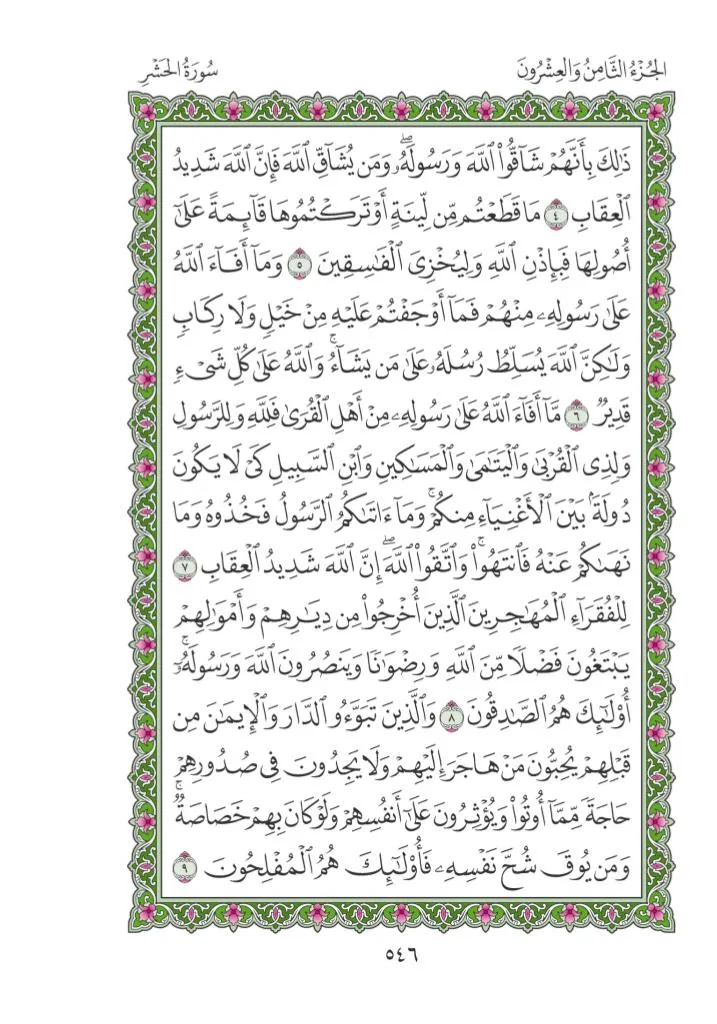 الجُزْءُ الثَّامِنُ وَالعِشْرُونَ
سُورَةُ الحَشْرِ
ذَٰلِكَ بِأَنَّهُمْ شَآقُّوا۟ ٱللَّهَ وَرَسُولَهُۥ ۖ وَمَن يُشَآقِّ ٱللَّهَ فَإِنَّ ٱللَّهَ شَدِيدُ
ٱلْعِقَابِ ٤ مَا قَطَعْتُم مِّن لِّينَةٍ أَوْ تَرَكْتُمُوهَا قَآئِمَةً عَلَىٰٓ
أُصُولِهَا فَبِإِذْنِ ٱللَّهِ وَلِيُخْزِىَ ٱلْفَٰسِقِينَ ٥ وَمَآ أَفَآءَ ٱللَّهُ
عَلَىٰ رَسُولِهِۦ مِنْهُمْ فَمَآ أَوْجَفْتُمْ عَلَيْهِ مِنْ خَيْلٍ وَلَا رِكَابٍ
وَلَٰكِنَّ ٱللَّهَ يُسَلِّطُ رُسُلَهُۥ عَلَىٰ مَن يَشَآءُ ۚ وَٱللَّهُ عَلَىٰ كُلِّ شَىْءٍ
قَدِيرٌ ٦ مَّآ أَفَآءَ ٱللَّهُ عَلَىٰ رَسُولِهِۦ مِنْ أَهْلِ ٱلْقُرَىٰ فَلِلَّهِ وَلِلرَّسُولِ
وَلِذِى ٱلْقُرْبَىٰ وَٱلْيَتَٰمَىٰ وَٱلْمَسَٰكِينِ وَٱبْنِ ٱلسَّبِيلِ كَىْ لَا يَكُونَ
دُولَةًۢ بَيْنَ ٱلْأَغْنِيَآءِ مِنكُمْ ۚ وَمَآ ءَاتَىٰكُمُ ٱلرَّسُولُ فَخُذُوهُ وَمَا
نَهَىٰكُمْ عَنْهُ فَٱنتَهُوا۟ ۚ وَٱتَّقُوا۟ ٱللَّهَ ۖ إِنَّ ٱللَّهَ شَدِيدُ ٱلْعِقَابِ ٧
لِلْفُقَرَآءِ ٱلْمُهَٰجِرِينَ ٱلَّذِينَ أُخْرِجُوا۟ مِن دِيَٰرِهِمْ وَأَمْوَٰلِهِمْ
يَبْتَغُونَ فَضْلًا مِّنَ ٱللَّهِ وَرِضْوَٰنًا وَيَنصُرُونَ ٱللَّهَ وَرَسُولَهُۥٓ ۚ
أُو۟لَٰٓئِكَ هُمُ ٱلصَّٰدِقُونَ ٨ وَٱلَّذِينَ تَبَوَّءُو ٱلدَّارَ وَٱلْإِيمَٰنَ مِن
قَبْلِهِمْ يُحِبُّونَ مَنْ هَاجَرَ إِلَيْهِمْ وَلَا يَجِدُونَ فِى صُدُورِهِمْ
حَاجَةً مِّمَّآ أُوتُوا۟ وَيُؤْثِرُونَ عَلَىٰٓ أَنفُسِهِمْ وَلَوْ كَانَ بِهِمْ خَصَاصَةٌ ۚ
وَمَن يُوقَ شُحَّ نَفْسِهِۦ فَأُو۟لَٰٓئِكَ هُمُ ٱلْمُفْلِحُونَ ٩
٥٤٦